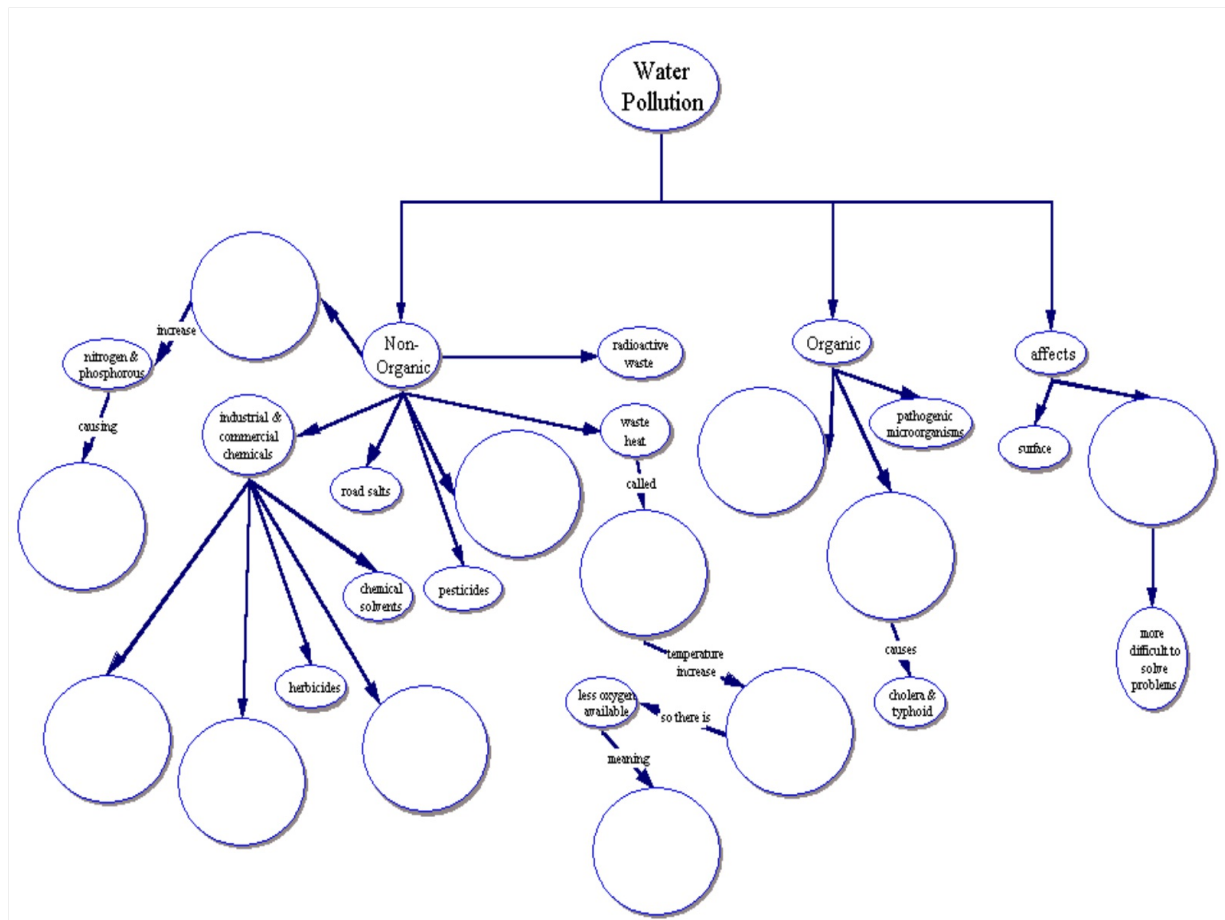 Water
Pollution
increase
nitrogen &
phosphorous
Non-
Organic
radioactive
waste
Organic
affects
causing
industrial &
commercial
chemicals
waste
heat
pathogenic
microorganisms
surface
road salts
called
chemical
solvents
pesticides
temperature
increase
causes
more
difficult to
solve
problems
herbicides
less oxygen
available
so there is
cholera &
typhoid
meaning